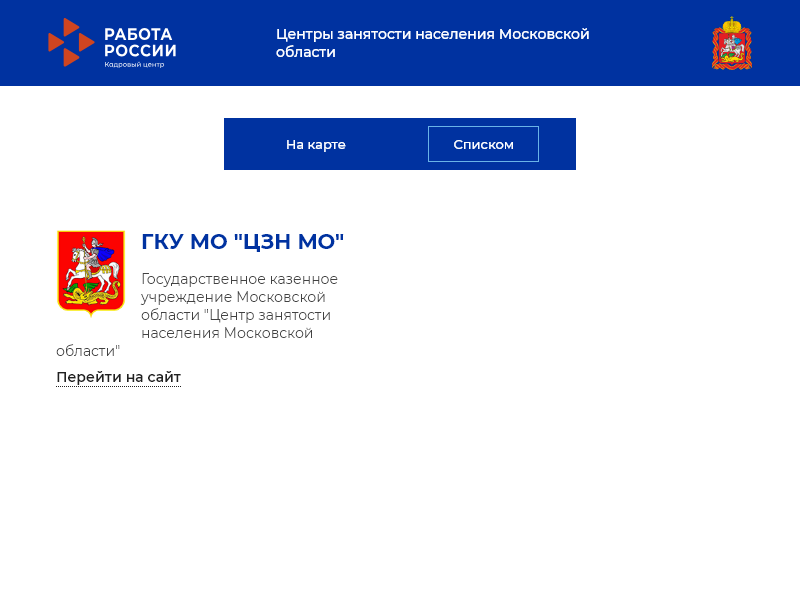 РАБОТА
РОССИИ
Кадровый центр
Центры занятости населения Московской
области
На карте
Списком
ГКУ МО "ЦЗН МО"
Государственное казенное
учреждение Московской
области "Центр занятости
населения Московской
области"
Перейти на сайт